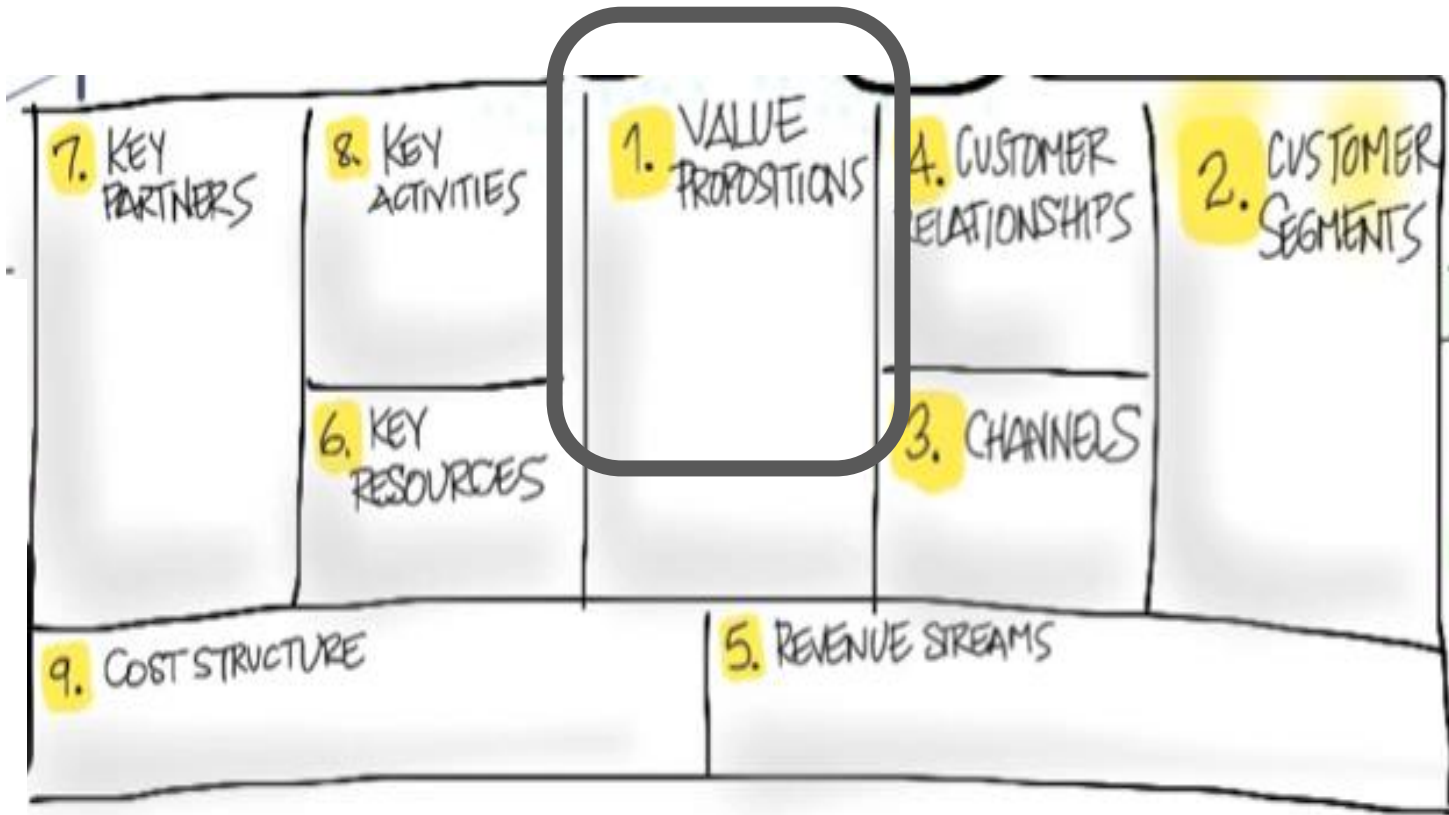 7. KEY
PARTNERS
8. KEY
ACTIVITIES
6. KEY
RESOURCES
1. VALUE
PROPOSITIONS
4. CUSTOMER
RELATIONSHIPS
3. CHANNELS
2. CUSTOMER
SEGMENTS
9. COST STRUCTURE
5. REVENUE STREAMS